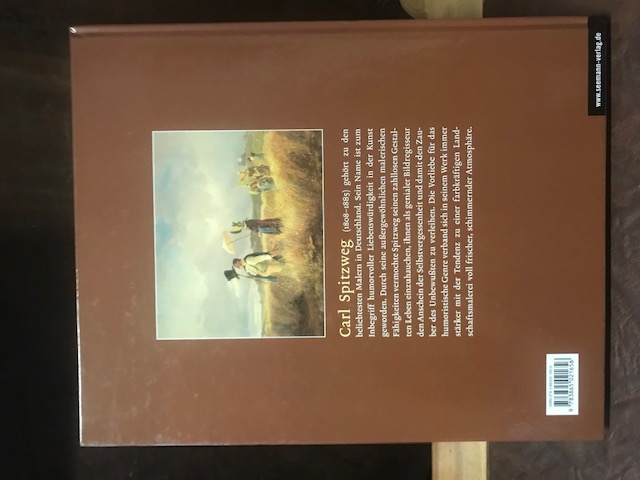 www.seemann-verlag.de
Carl Spitzweg (1808–1885) gehört zu den
beliebtesten Malern in Deutschland. Sein Name ist zum
Inbegriff humorvoller Liebenswürdigkeit in der Kunst
geworden. Durch seine außergewöhnlichen malerischen
Fähigkeiten vermochte Spitzweg seinen zahllosen Gestal-
ten Leben einzuhauchen, Ihnen als genialer Bildregisseur
den Anschein der Selbstvergessenheit und damit den Zau-
ber des Unbewußten zu verleihen. Die Vorliebe für das
humoristische Genre verband sich in seinem Werk immer
stärker mit der Tendenz zu einer farbkräftigen Land-
schaftsmalerei voll frischer, schimmernder Atmosphäre.